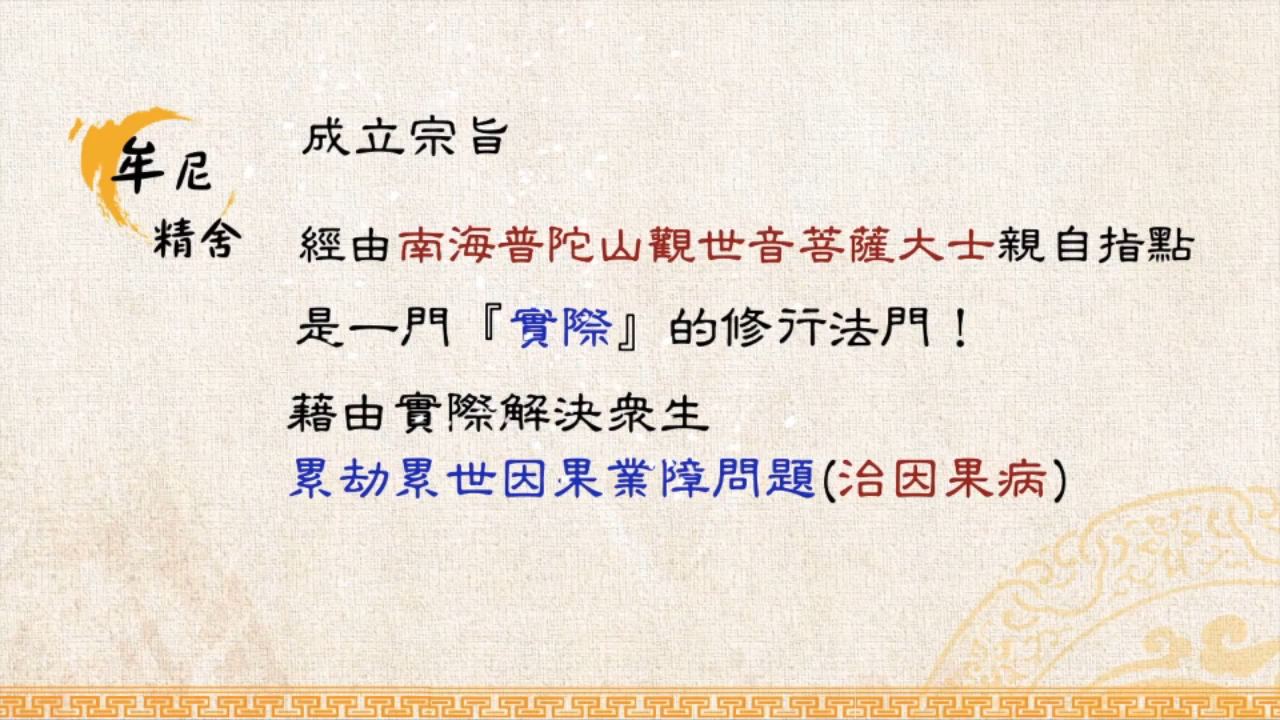 牟尼
精舍
成立宗旨
經由南海普陀山觀世音菩薩大士親自指點
是一門『實際』的修行法門！
藉由實際解決衆生
累劫累世因果業障問題(治因果病)